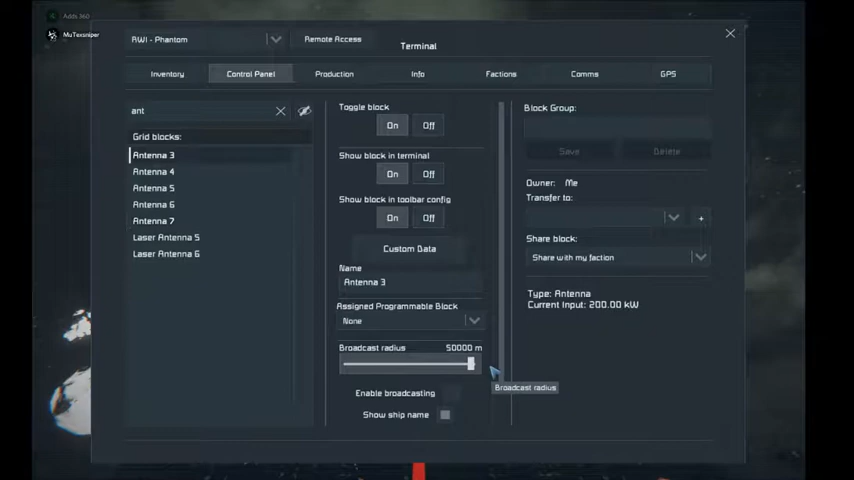 Adds 360
MuTexsniper
RWI - Phantom
Remote Access
Terminal
Inventory
Control Panel
Production
Info
Factions
Comms
GPS
ant
Grid blocks:
Antenna 3
Antenna 4
Antenna 5
Antenna 6
Antenna 7
Laser Antenna 5
Laser Antenna 6
Toggle block
On Off
Show block in terminal
On Off
Show block in toolbar config
On Off
Custom Data
Name
Antenna 3
Assigned Programmable Block
None
Broadcast radius 50000 m
Broadcast radius
Enable broadcasting
Show ship name
Block Group:
Save Delete
Owner: Me
Transfer to:
+
Share block:
Share with my faction
Type: Antenna
Current Input: 200.00 kW